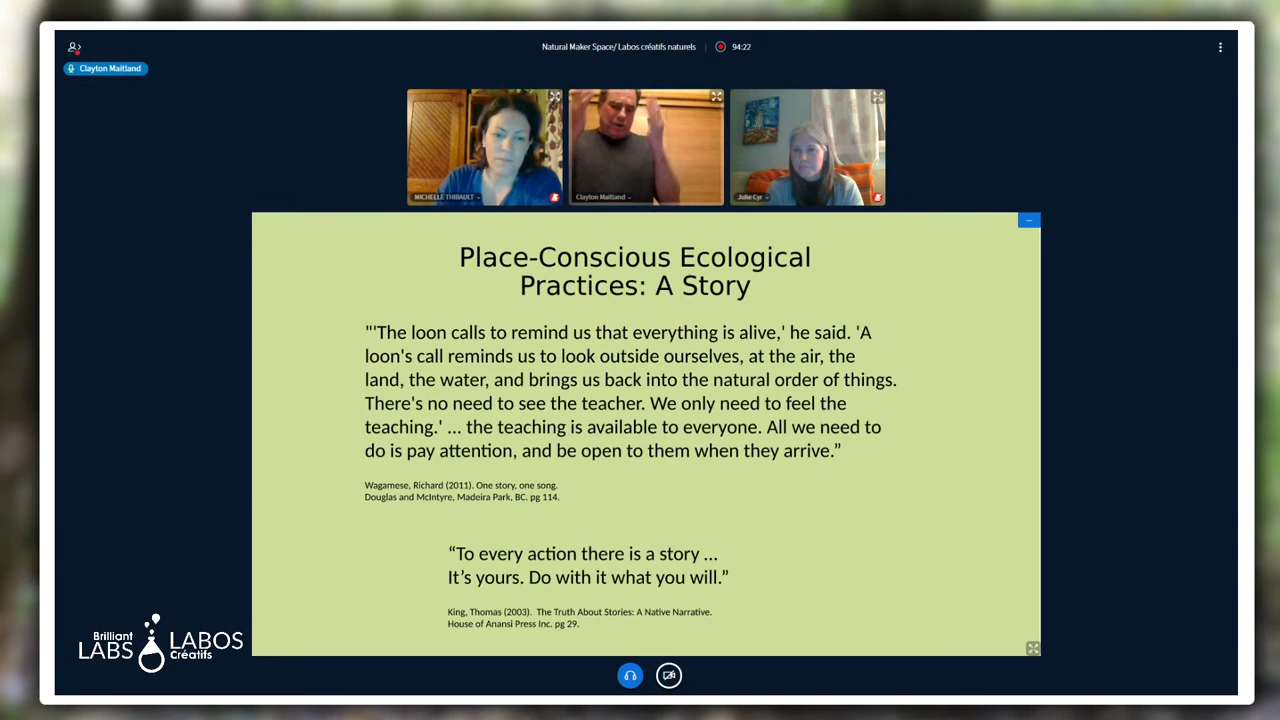 Natural Maker Space/ Labos créatifs naturels
94:22
Clayton Maitland
MICHELLE THIBAULT
Clayton Maitland
Julie Cyr
Place-Conscious Ecological
Practices: A Story
"'The loon calls to remind us that everything is alive,' he said. 'A
loon's call reminds us to look outside ourselves, at the air, the
land, the water, and brings us back into the natural order of things.
There's no need to see the teacher. We only need to feel the
teaching.' ... the teaching is available to everyone. All we need to
do is pay attention, and be open to them when they arrive.”
Wagamese, Richard (2011). One story, one song.
Douglas and McIntyre, Madeira Park, BC. pg 114.
“To every action there is a story ...
It’s yours. Do with it what you will.”
King, Thomas (2003). The Truth About Stories: A Native Narrative.
House of Anansi Press Inc. pg 29.
Brilliant
LABS
LABOS
Créatifs